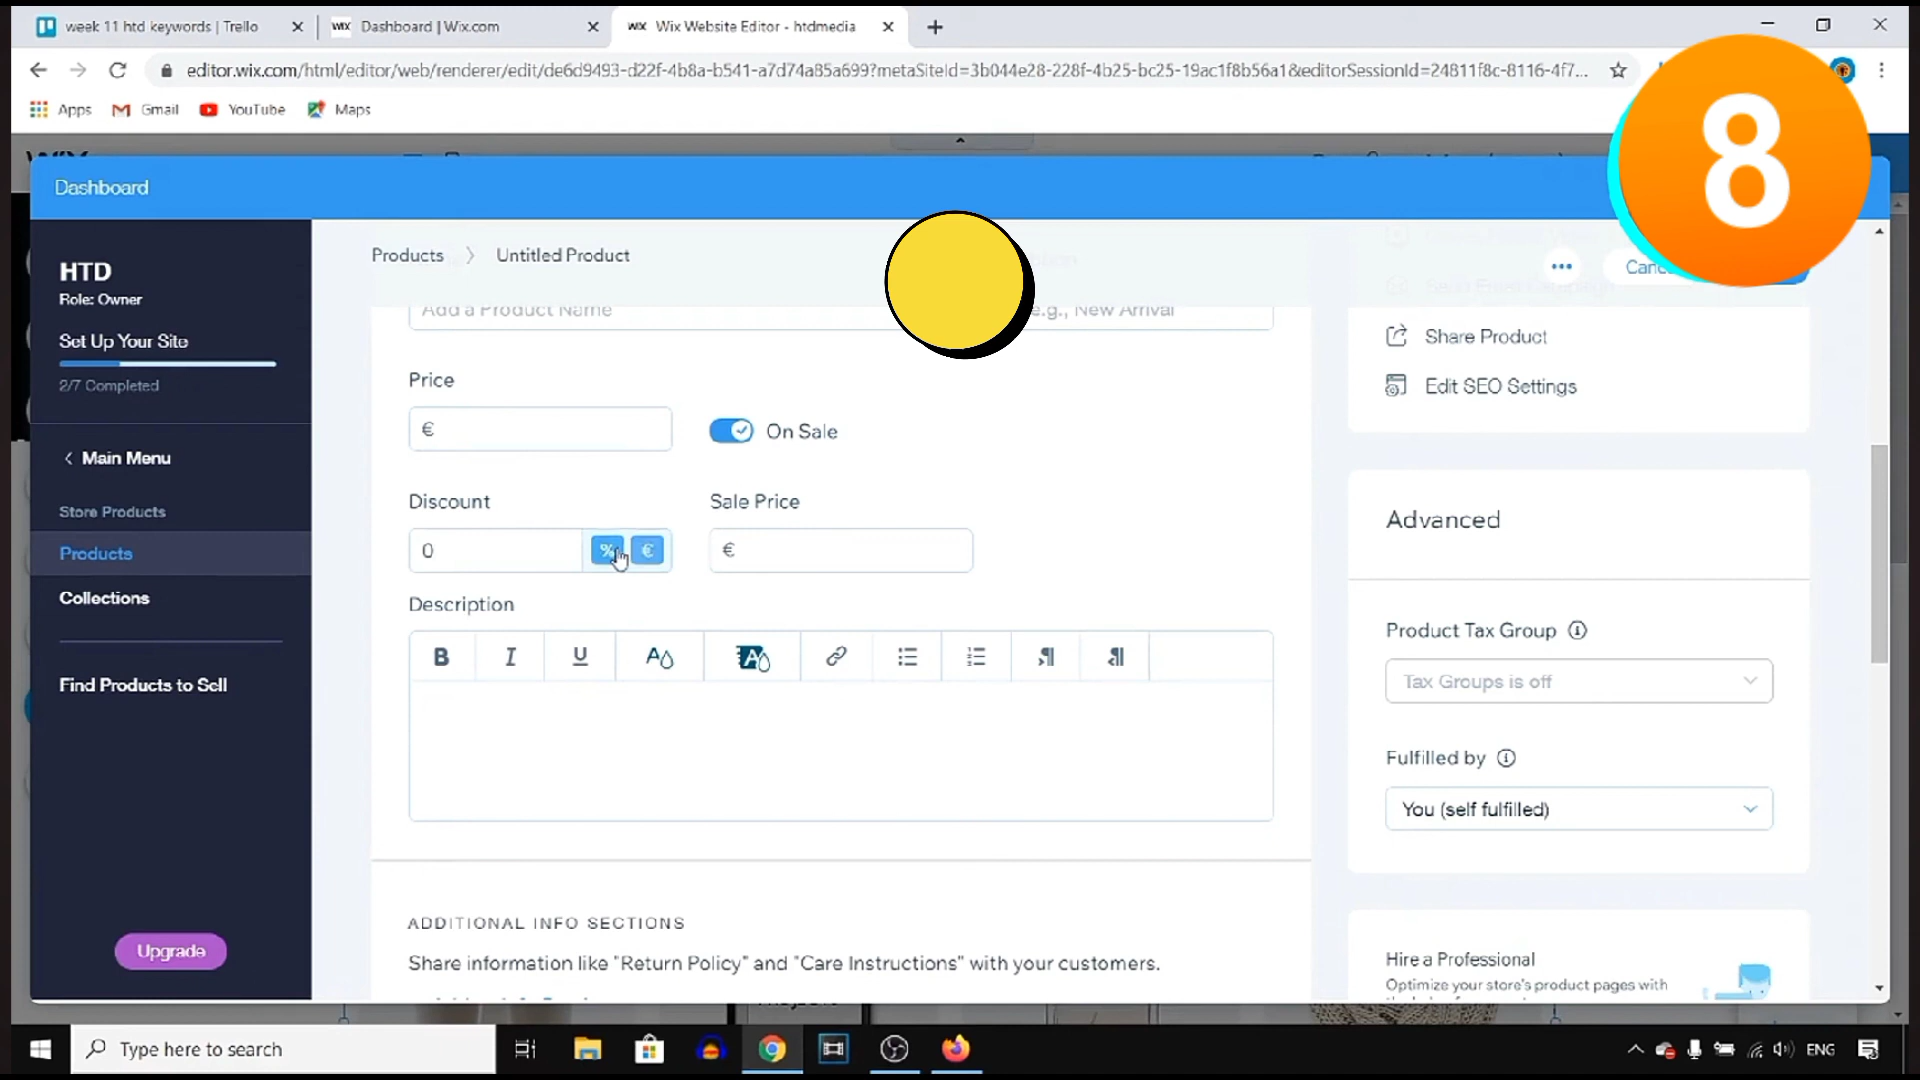 week 11 htd keywords | Trello
WIX Dashboard | Wix.com
WIX Wix Website Editor - htdmedia
editor.wix.com/html/editor/web/renderer/edit/de6d9493-d22f-4b8a-b541-a7d74a85a699?metaSiteId=3b044e28-228f-4b25-bc25-19ac1f8b56a1&editorSessionId=24811f8c-8116-4f7...
Apps Gmail YouTube Maps
8
Dashboard
HTD
Role: Owner
Set Up Your Site
2/7 Completed
Main Menu
Store Products
Products
Collections
Find Products to Sell
Upgrade
Products > Untitled Product
Add a Product Name
e.g., New Arrival
Price
€
On Sale
Discount
Sale Price
0
% €
€
Description
B I U
ADDITIONAL INFO SECTIONS
Share information like "Return Policy" and "Care Instructions" with your customers.
Share Product
Edit SEO Settings
Advanced
Product Tax Group
Tax Groups is off
Fulfilled by
You (self fulfilled)
Hire a Professional
Optimize your store's product pages with
Type here to search
ENG